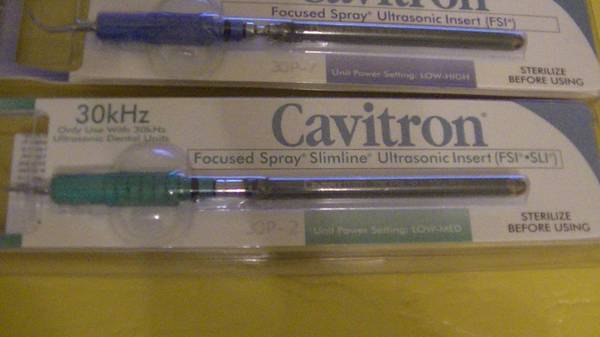 Cavitron
Focused Spray® Ultrasonic Insert (FSI®)
Unit Power Setting: LOW-HIGH
STERILIZE
BEFORE USING
30kHz
Only Use With 30kHz
Ultrasonic Dental Units
Cavitron®
Focused Spray® Slimline® Ultrasonic Insert (FSI®•SLI®)
30P-2
Unit Power Setting: LOW-MED
STERILIZE
BEFORE USING